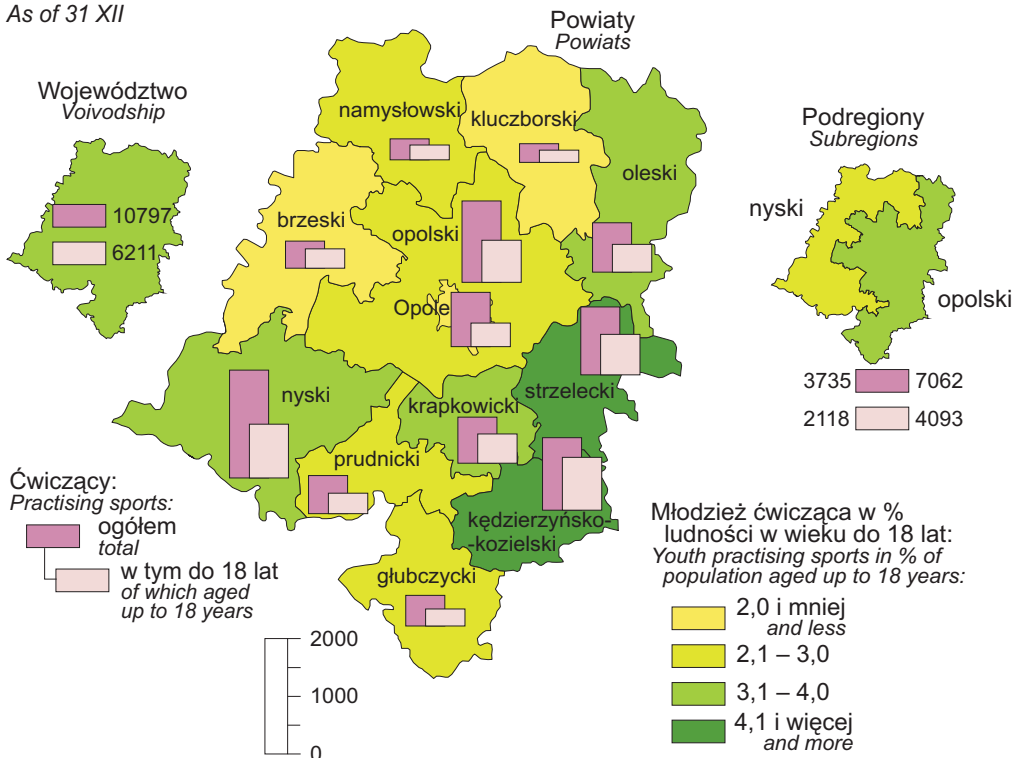 As of 31 XII
Powiaty
Powiats
Województwo
Voivodship
10797
6211
Podregiony
Subregions
nyski
opolski
3735
7062
2118
4093
namysłowski
kluczborski
oleski
brzeski
opolski
Opole
strzelecki
nyski
krapkowicki
prudnicki
kędzierzyńsko-
-kozielski
głubczycki
Ćwiczący:
Practising sports:
ogółem
total
w tym do 18 lat
of which aged
up to 18 years
2000
1000
0
Młodzież ćwicząca w %
ludności w wieku do 18 lat:
Youth practising sports in % of
population aged up to 18 years:
2,0 i mniej
and less
2,1 – 3,0
3,1 – 4,0
4,1 i więcej
and more